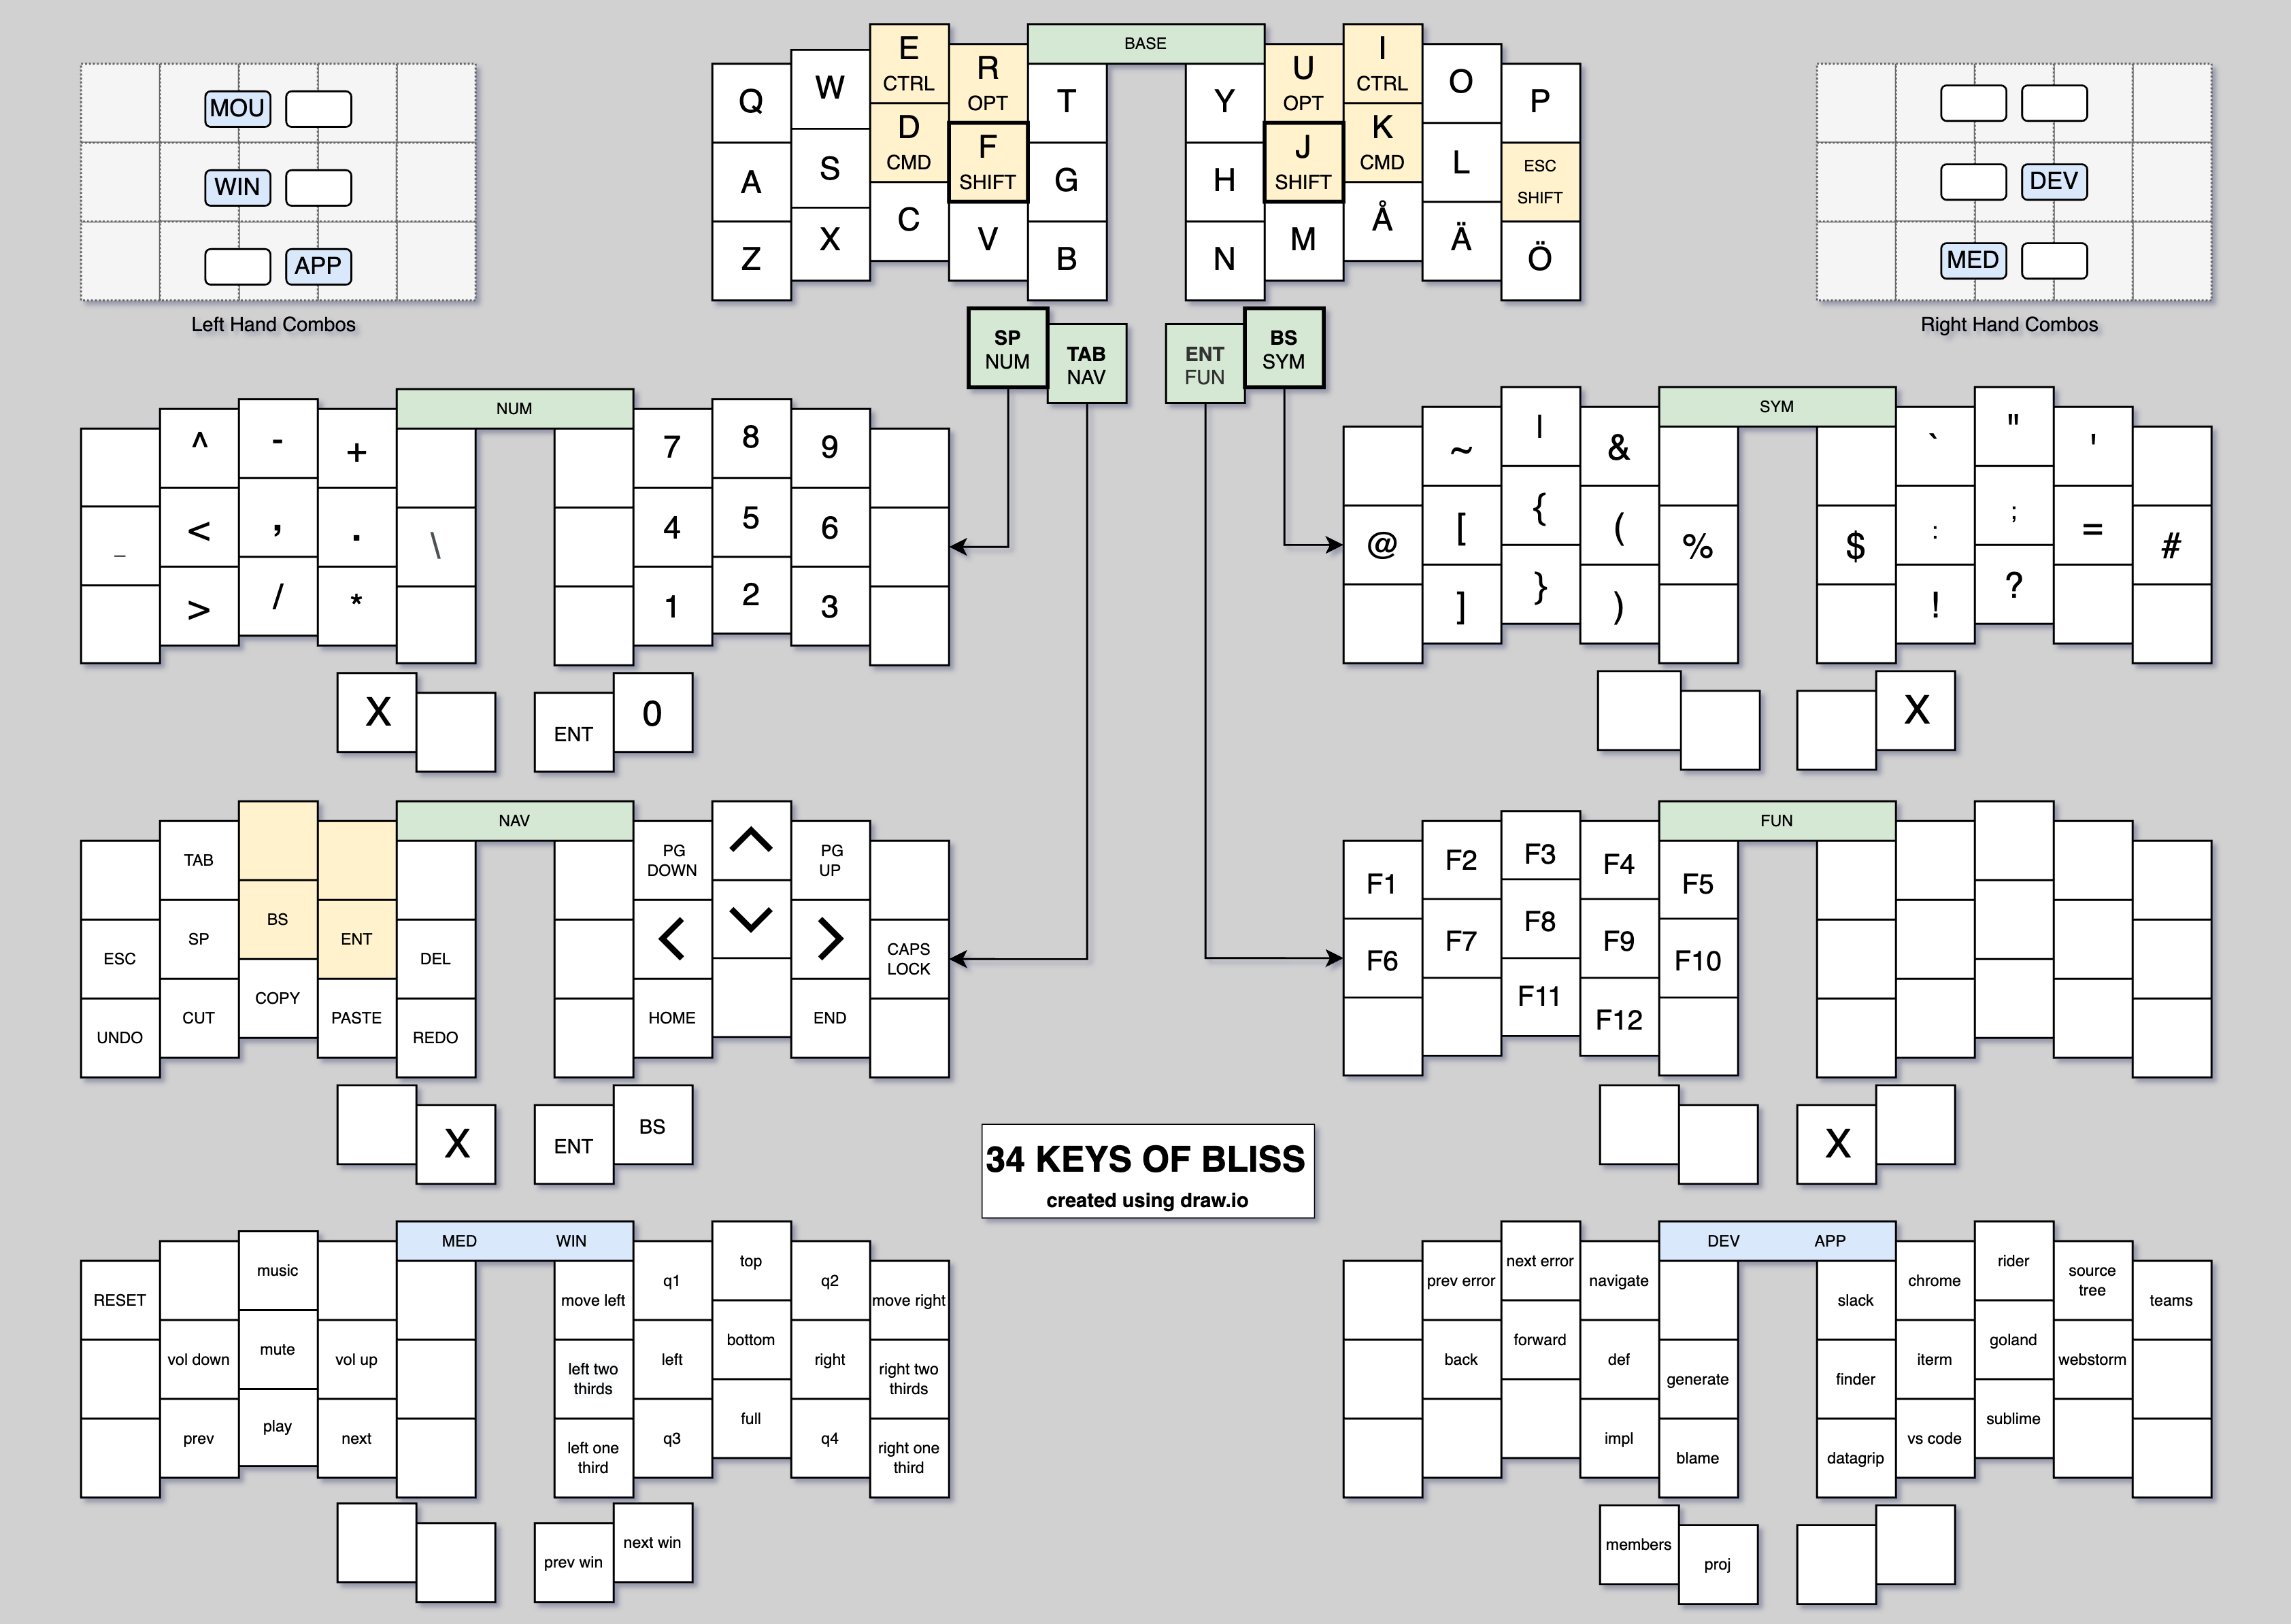 BASE
Q W E R T Y U I O P
CTRL OPT OPT CTRL
A S D F G H J K L ESC
CMD SHIFT SHIFT CMD SHIFT
Z X C V B N M Å Ä Ö
SP TAB ENT BS
NUM NAV FUN SYM
MOU
WIN
APP
Left Hand Combos
DEV
MED
Right Hand Combos
NUM
^ - + 7 8 9
_ < , . \ 4 5 6
> / * 1 2 3
X ENT 0
SYM
~ | & ` " '
@ [ { ( % $ : ; = #
] } ) ! ?
X
NAV
TAB PG DOWN PG UP
ESC SP BS ENT DEL CAPS LOCK
UNDO CUT COPY PASTE REDO HOME END
X ENT BS
FUN
F1 F2 F3 F4 F5
F6 F7 F8 F9 F10
F11 F12
X
34 KEYS OF BLISS
created using draw.io
MED WIN
RESET music move left q1 top q2 move right
vol down mute vol up left two thirds left bottom right right two thirds
prev play next left one third q3 full q4 right one third
prev win next win
DEV APP
prev error next error navigate slack chrome rider source tree teams
back forward def generate finder iterm goland webstorm
impl blame datagrip vs code sublime
members proj